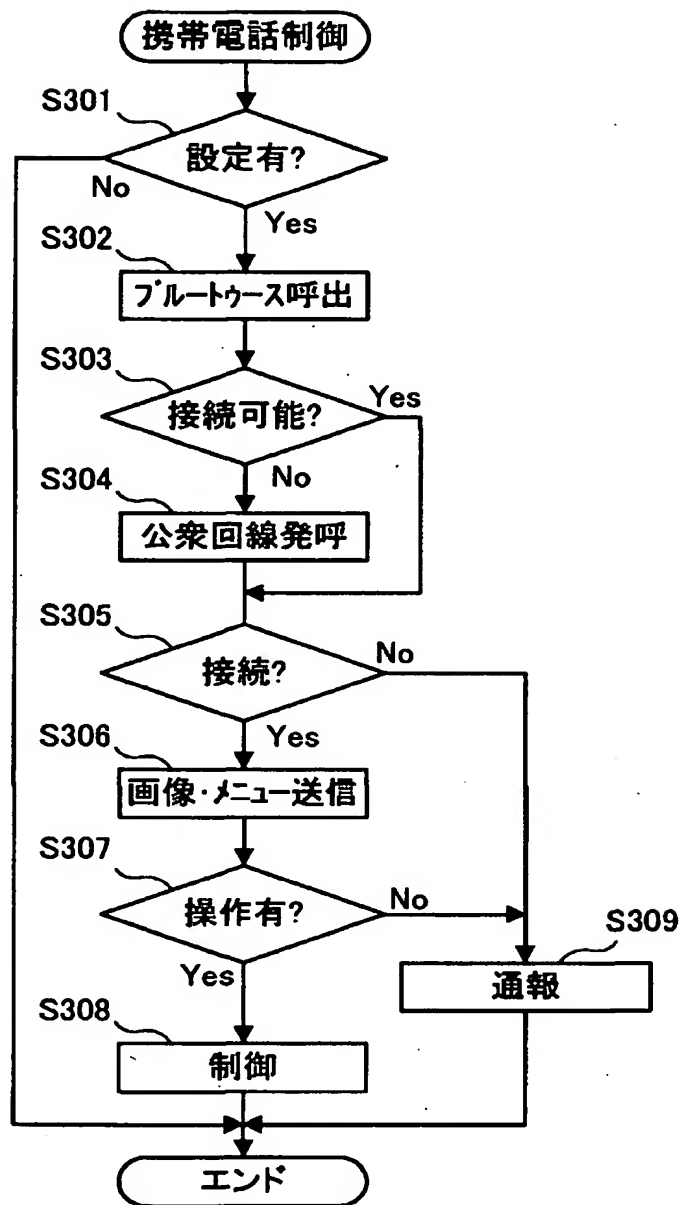 携帯電話制御
S301
設定有?
No
Yes
S302
ブルートゥース呼出
S303
接続可能?
Yes
No
S304
公衆回線発呼
S305
接続?
No
Yes
S306
画像・メニュー送信
S307
操作有?
No
Yes
S309
通報
S308
制御
エンド